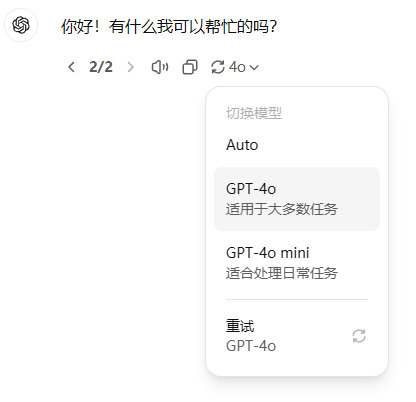 你好！有什么我可以帮忙的吗？
2/2 4o
切换模型
Auto
GPT-4o
适用于大多数任务
GPT-4o mini
适合处理日常任务
重试
GPT-4o